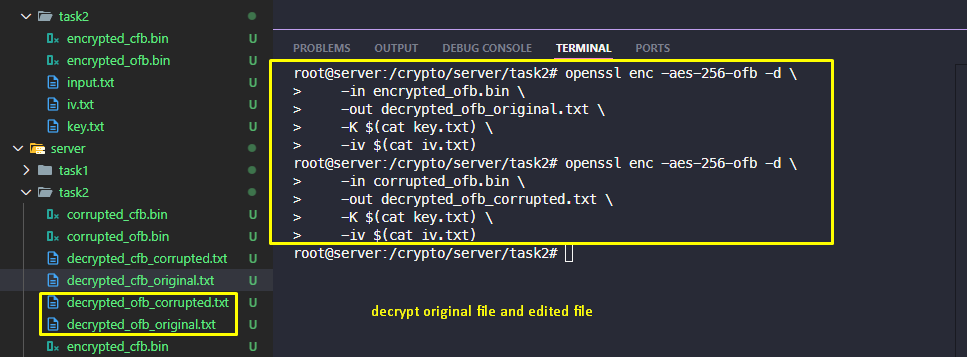 task2
encrypted_cfb.bin U
encrypted_ofb.bin U
input.txt U
iv.txt U
key.txt U
server
task1
task2
corrupted_cfb.bin U
corrupted_ofb.bin U
decrypted_cfb_corrupted.txt U
decrypted_cfb_original.txt U
decrypted_ofb_corrupted.txt U
decrypted_ofb_original.txt U
encrypted_cfb.bin U
PROBLEMS OUTPUT DEBUG CONSOLE TERMINAL PORTS
root@server:/crypto/server/task2# openssl enc -aes-256-ofb -d \
> -in encrypted_ofb.bin \
> -out decrypted_ofb_original.txt \
> -K $(cat key.txt) \
> -iv $(cat iv.txt)
root@server:/crypto/server/task2# openssl enc -aes-256-ofb -d \
> -in corrupted_ofb.bin \
> -out decrypted_ofb_corrupted.txt \
> -K $(cat key.txt) \
> -iv $(cat iv.txt)
root@server:/crypto/server/task2#
decrypt original file and edited file